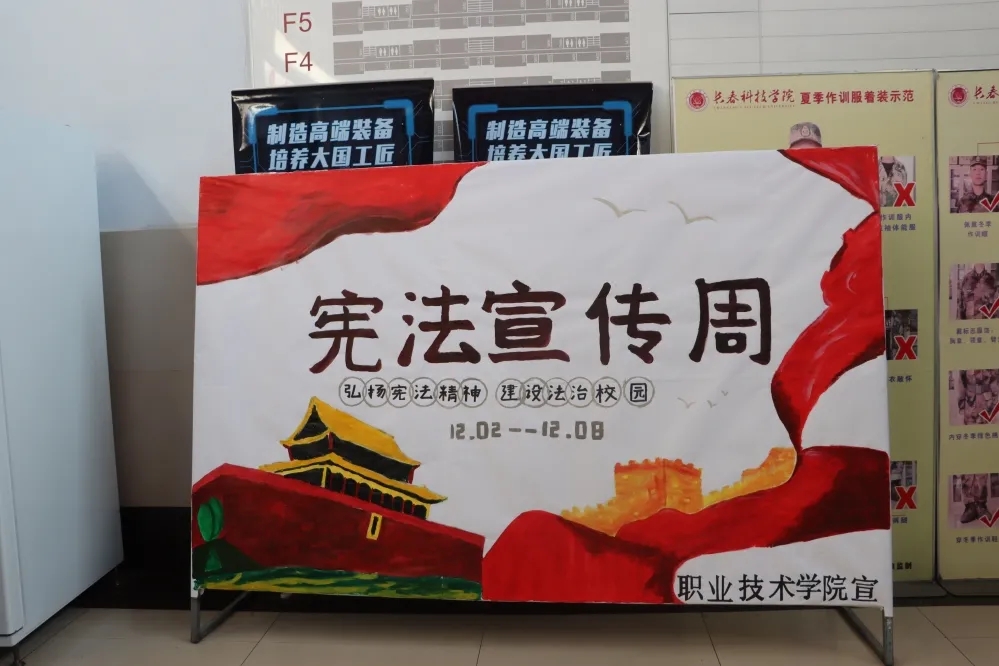 F5
F4
制造高端装备
培养大国工匠
制造高端装备
培养大国工匠
长春科技学院 夏季作训服着装示范
宪法宣传周
弘扬宪法精神 建设法治校园
12.02——12.08
职业技术学院宣